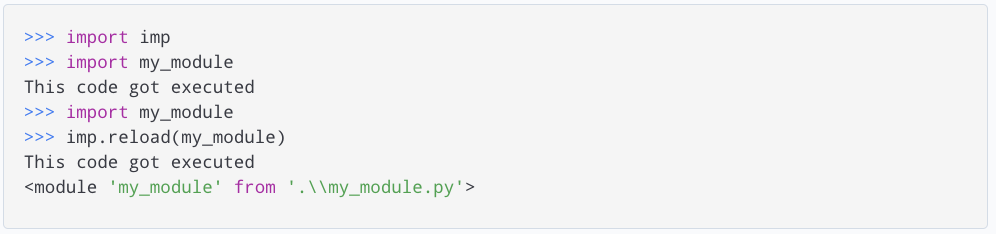 >>> import imp
>>> import my_module
This code got executed
>>> import my_module
>>> imp.reload(my_module)
This code got executed
<module 'my_module' from '.\\my_module.py'>